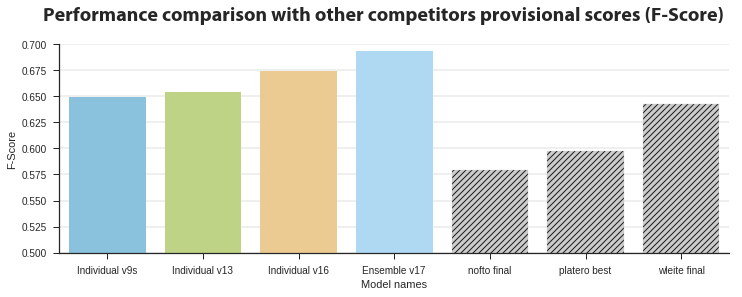 Performance comparison with other competitors provisional scores (F-Score)
0.700
0.675
0.650
0.625
0.600
0.575
0.550
0.525
0.500
F-Score
Individual v9s
Individual v13
Individual v16
Ensemble v17
nofto final
platero best
wleite final
Model names